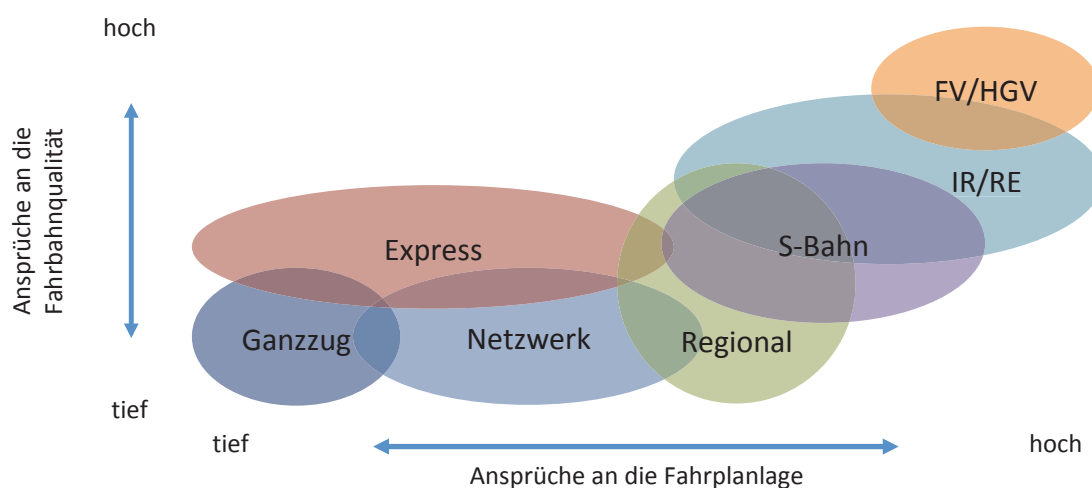 hoch
FV/HGV
Ansprüche an die
Fahrbahnqualität
IR/RE
Express
S-Bahn
Ganzzug
Netzwerk
Regional
tief
tief
hoch
Ansprüche an die Fahrplanlage